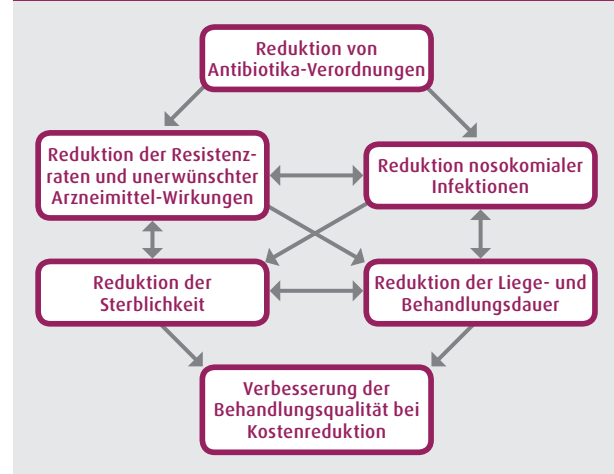 Reduktion von
Antibiotika-Verordnungen
Reduktion der Resistenz-
raten und unerwünschter
Arzneimittel-Wirkungen
Reduktion nosokomialer
Infektionen
Reduktion der
Sterblichkeit
Reduktion der Liege- und
Behandlungsdauer
Verbesserung der
Behandlungsqualität bei
Kostenreduktion